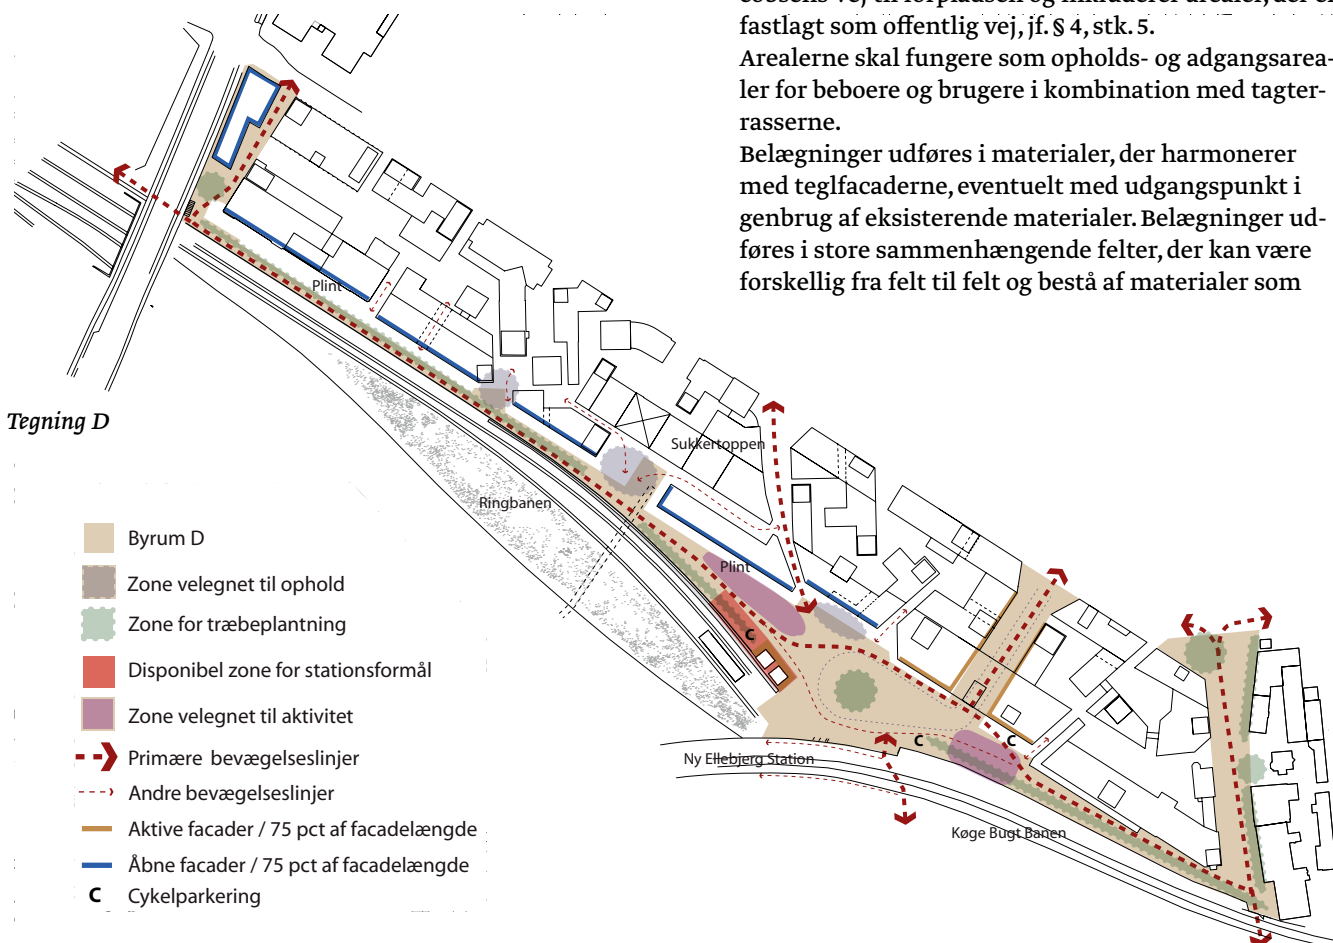 fastlagt som offentlig vej, jf. § 4, stk. 5.
Arealerne skal fungere som opholds- og adgangsarea-
ler for beboere og brugere i kombination med tagter-
rasserne.
Belægninger udføres i materialer, der harmonerer
med teglfacaderne, eventuelt med udgangspunkt i
genbrug af eksisterende materialer. Belægninger ud-
føres i store sammenhængende felter, der kan være
forskellig fra felt til felt og bestå af materialer som
Plint
Tegning D
Sukkertoppen
Ringbanen
Plint
C
C
C
Ny Ellebjerg Station
Køge Bugt Banen
Byrum D
Zone velegnet til ophold
Zone for træbeplantning
Disponibel zone for stationsformål
Zone velegnet til aktivitet
Primære bevægelseslinjer
Andre bevægelseslinjer
Aktive facader / 75 pct af facadelængde
Åbne facader / 75 pct af facadelængde
C Cykelparkering